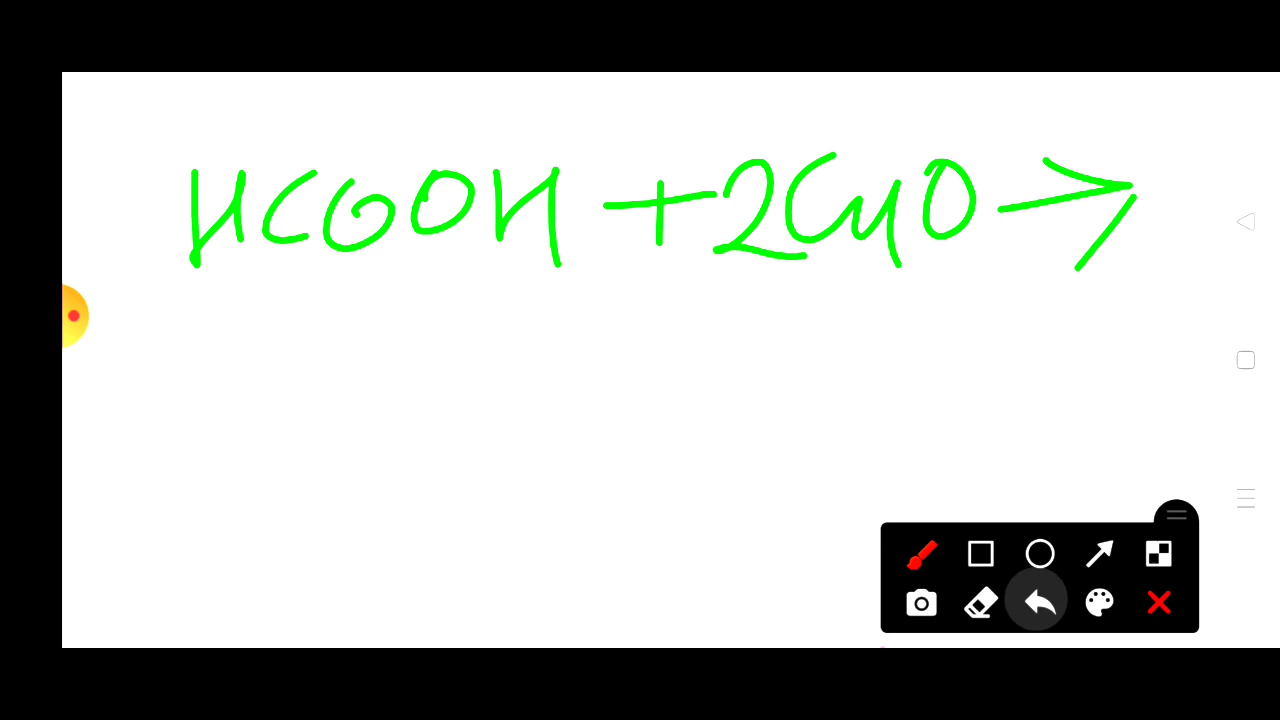 HCOOH + 2CuO →